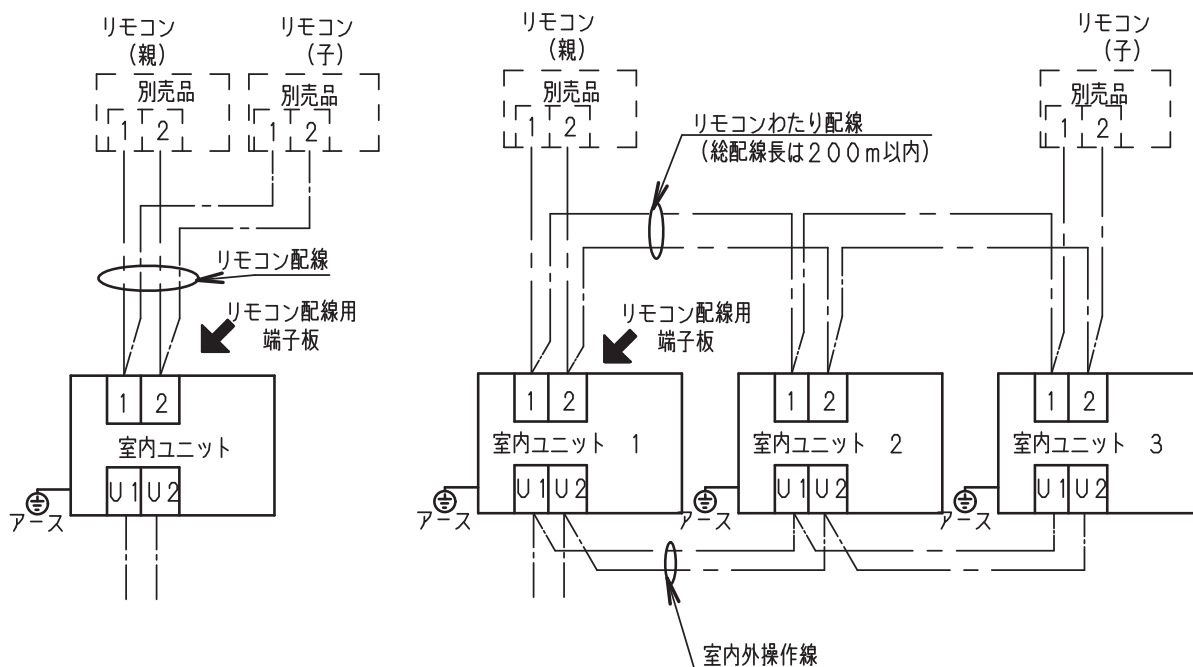 リモコン
(親)
リモコン
(子)
別売品
1 2
別売品
1 2
リモコン配線
リモコン配線用
端子板
1 2
室内ユニット
U1 U2
アース
リモコン
(親)
リモコン
(子)
別売品
1 2
別売品
1 2
リモコンわたり配線
(総配線長は200m以内)
リモコン配線用
端子板
1 2
室内ユニット 1
U1 U2
アース
1 2
室内ユニット 2
U1 U2
アース
1 2
室内ユニット 3
U1 U2
アース
室内外操作線